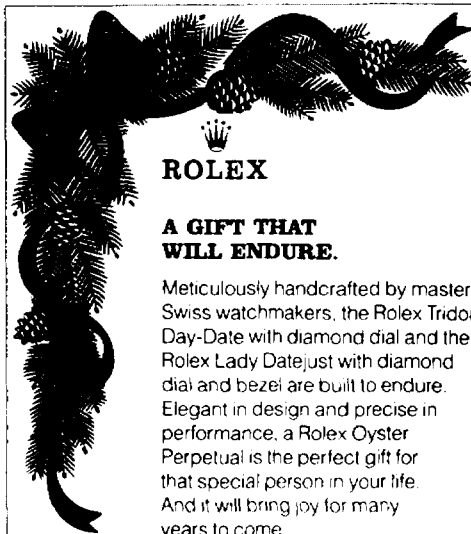 ROLEX
A GIFT THAT
WILL ENDURE.
Meticulously handcrafted by master
Swiss watchmakers, the Rolex Trido
Day-Date with diamond dial and the
Rolex Lady Datejust with diamond
dial and bezel are built to endure.
Elegant in design and precise in
performance, a Rolex Oyster
Perpetual is the perfect gift for
that special person in your life.
And it will bring joy for many
years to come